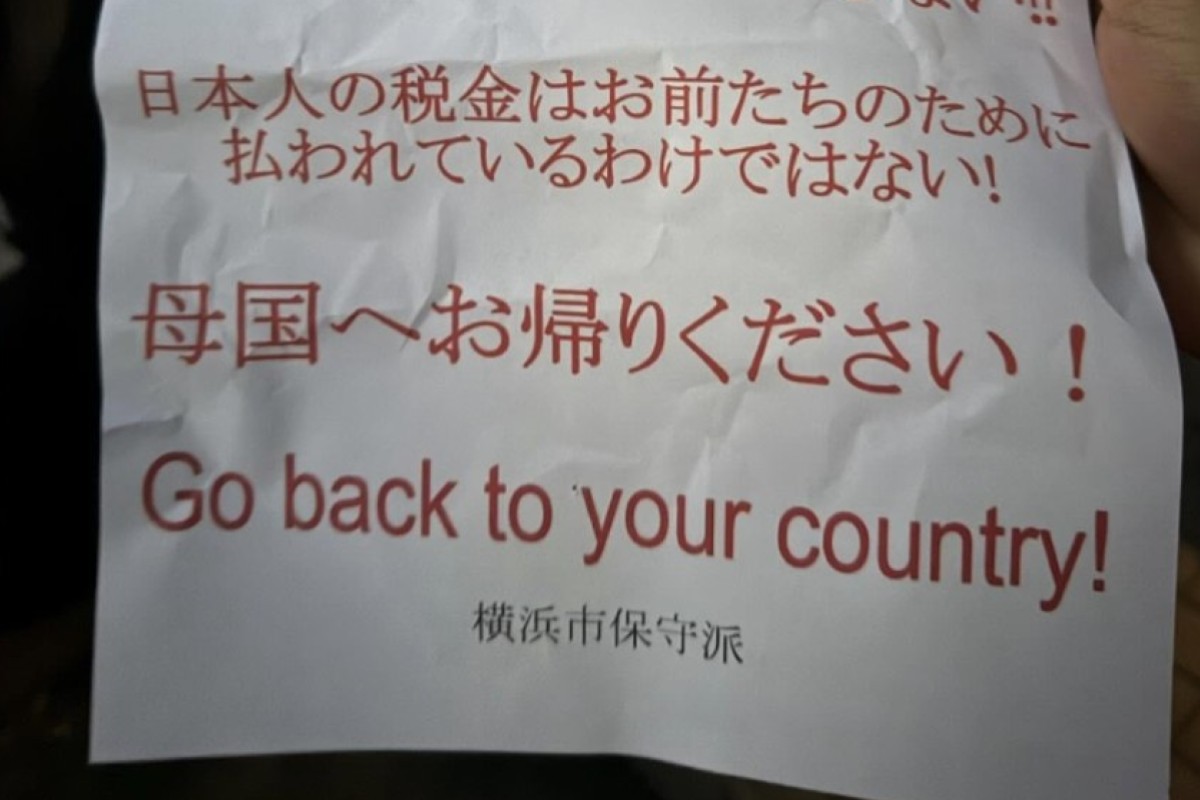 ない!!!
日本人の税金はお前たちのために
払われているわけではない!
母国へお帰りください！
Go back to your country!
横浜市保守派